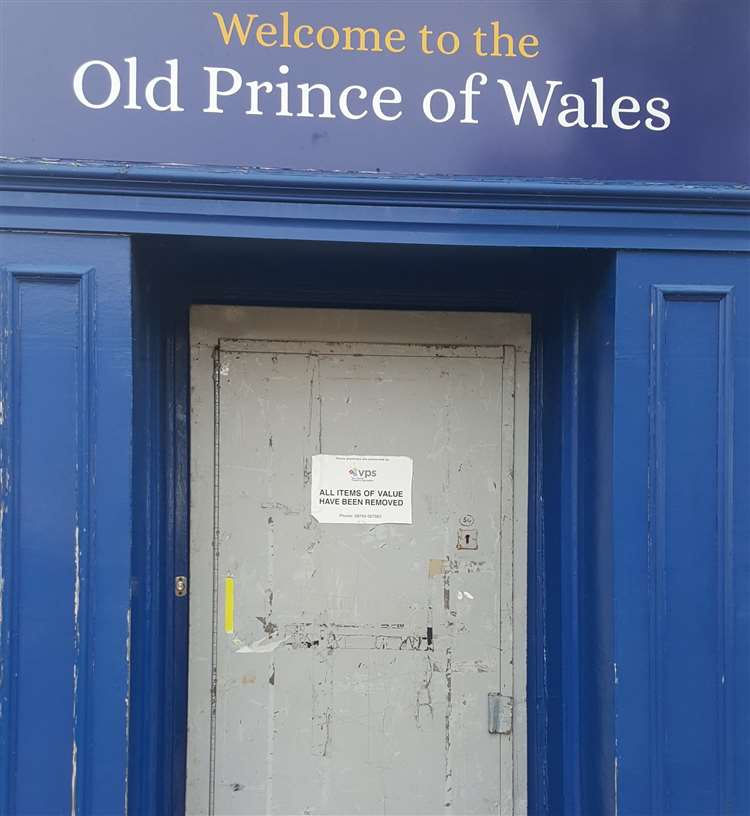 Welcome to the
Old Prince of Wales
vps
ALL ITEMS OF VALUE
HAVE BEEN REMOVED